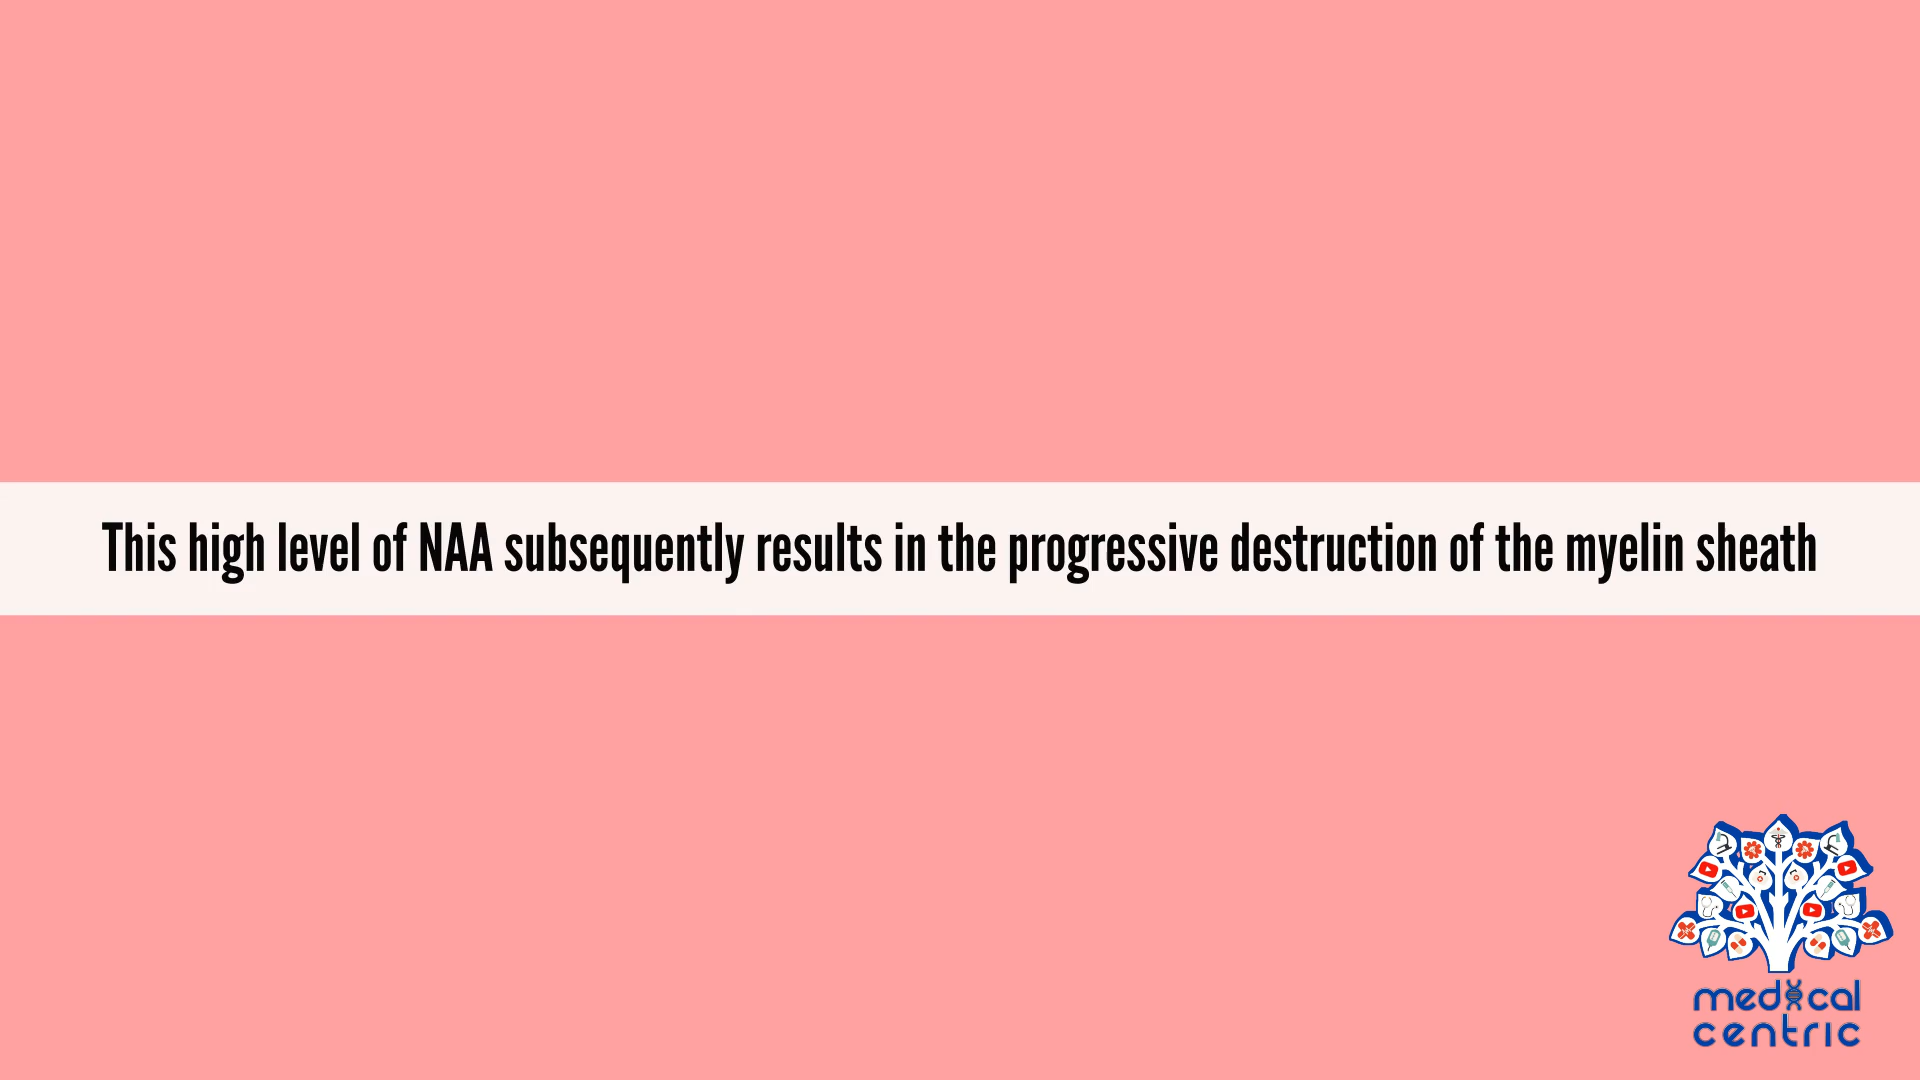 This high level of NAA subsequently results in the progressive destruction of the myelin sheath
medical
centric